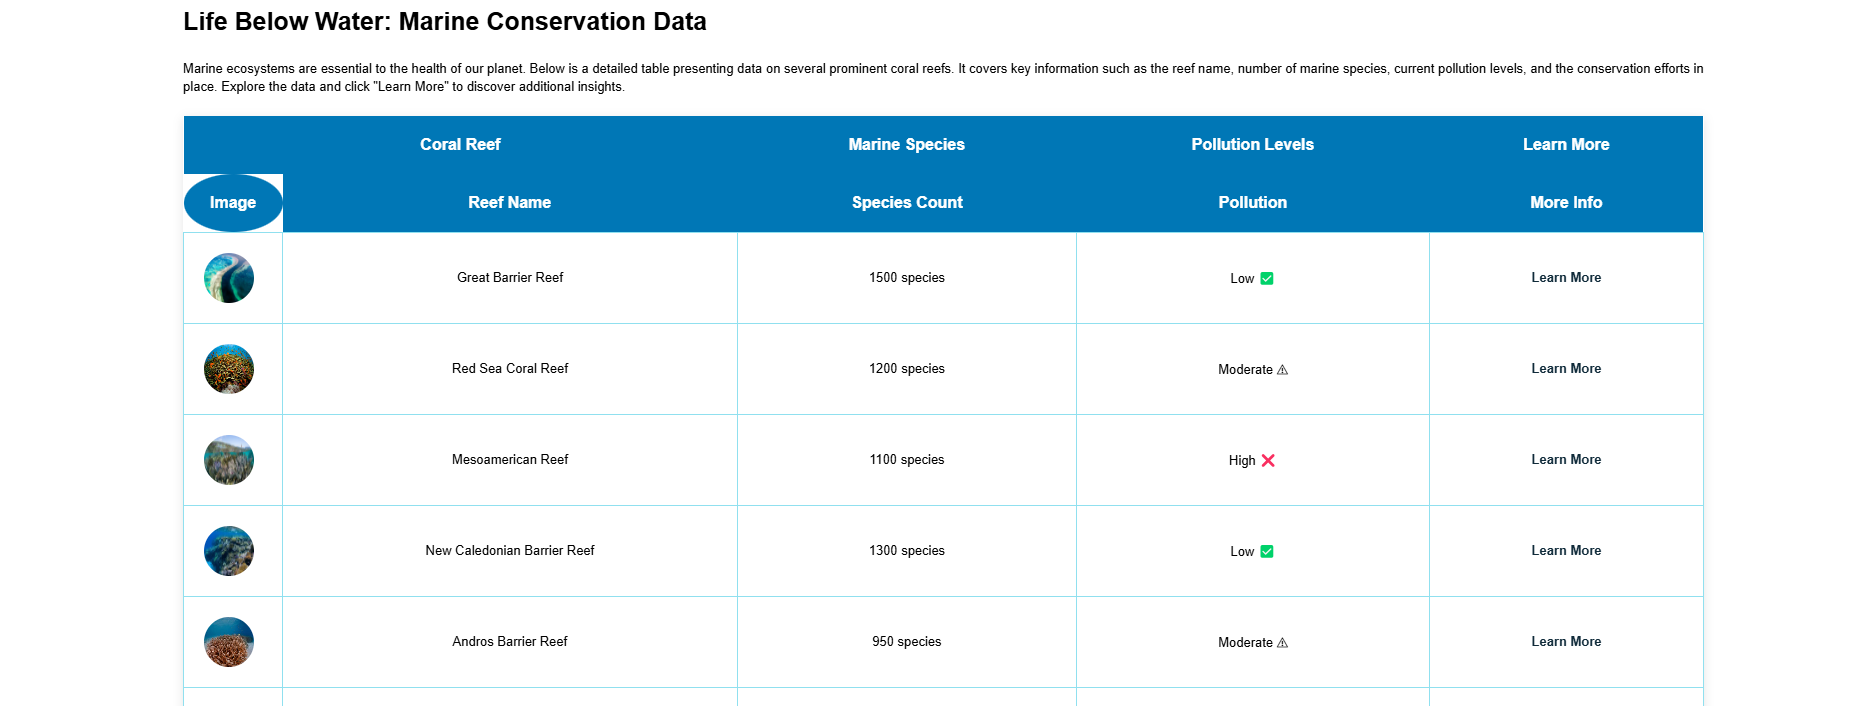 Life Below Water: Marine Conservation Data
Marine ecosystems are essential to the health of our planet. Below is a detailed table presenting data on several prominent coral reefs. It covers key information such as the reef name, number of marine species, current pollution levels, and the conservation efforts in
place. Explore the data and click "Learn More" to discover additional insights.
Coral Reef Marine Species Pollution Levels Learn More
Image Reef Name Species Count Pollution More Info
Great Barrier Reef 1500 species Low ✅ Learn More
Red Sea Coral Reef 1200 species Moderate ⚠ Learn More
Mesoamerican Reef 1100 species High ❌ Learn More
New Caledonian Barrier Reef 1300 species Low ✅ Learn More
Andros Barrier Reef 950 species Moderate ⚠ Learn More